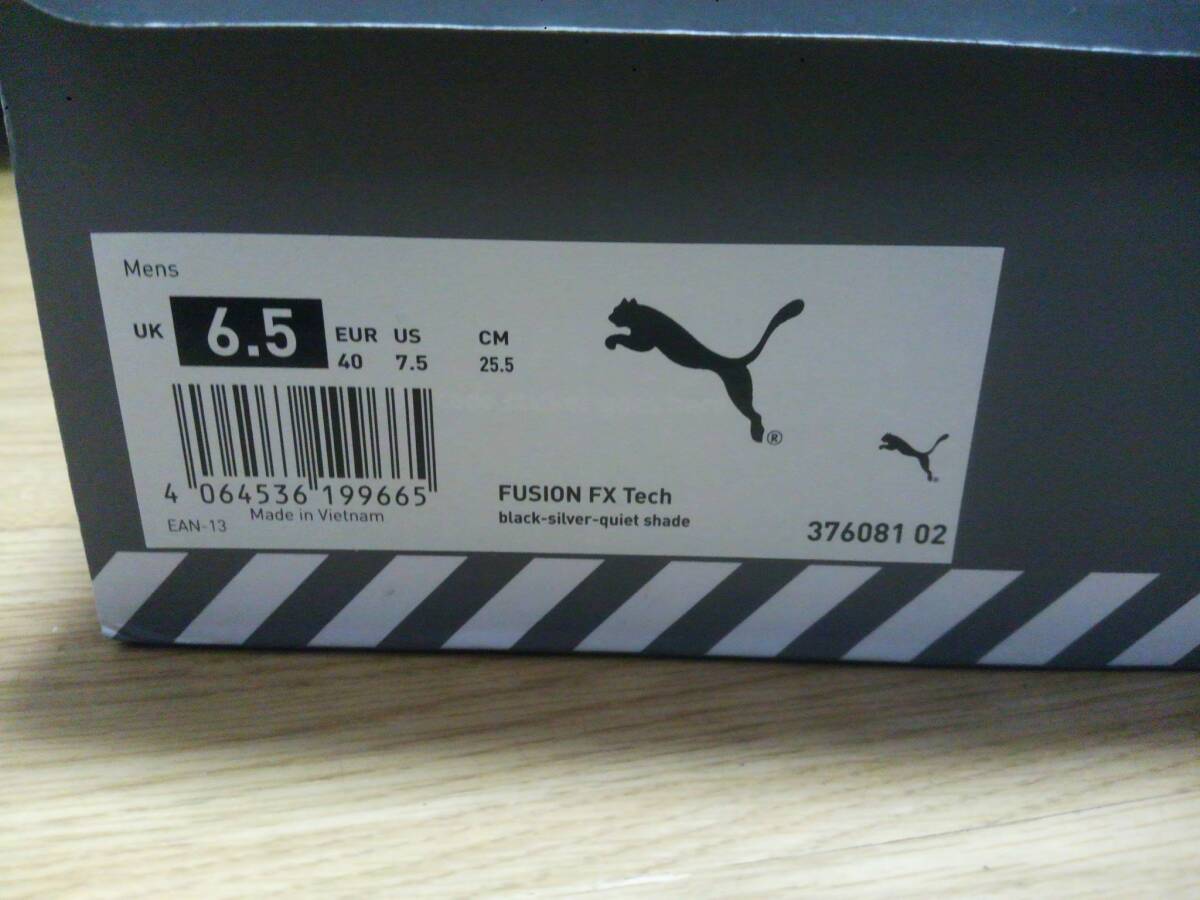 Mens
UK 6.5 EUR US CM
40 7.5 25.5
®
4 064536 199665
EAN-13 Made in Vietnam
FUSION FX Tech
black-silver-quiet shade
376081 02